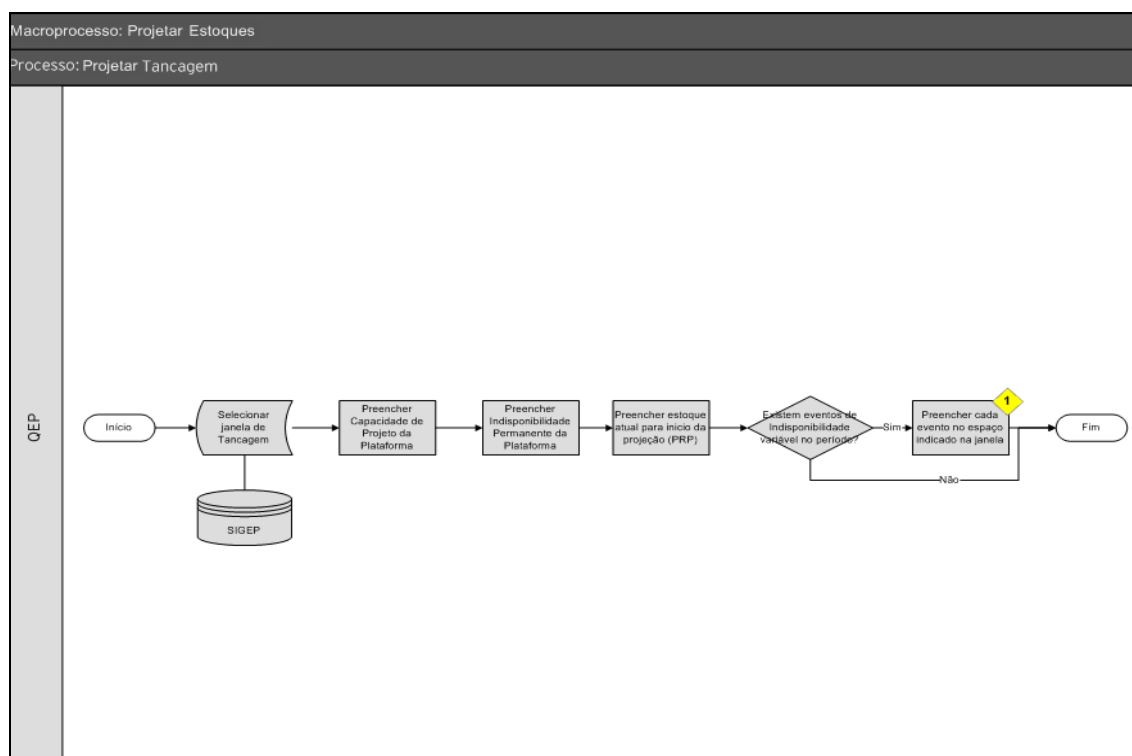 Macroprocesso: Projetar Estoques
Processo: Projetar Tancagem
QEP
Início
Selecionar
janela de
Tancagem
SIGEP
Preencher
Capacidade de
Projeto da
Plataforma
Preencher
Indisponibilidade
Permanente da
Plataforma
Preencher estoque
atual para inicio da
projeção (PRP)
Existem eventos de
Indisponibilidade
variável no período?
Sim
Não
1
Preencher cada
evento no espaço
indicado na janela
Fim